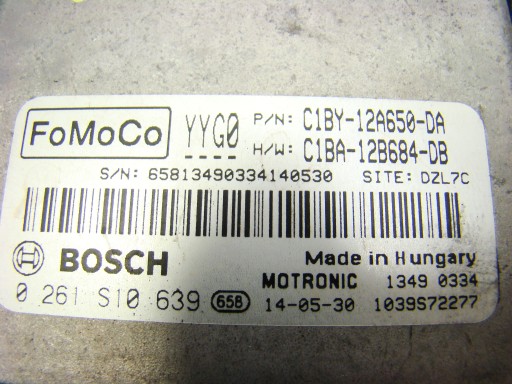 FoMoCo YYG0 P/N: C1BY-12A650-DA
H/W: C1BA-12B684-DB
S/N: 65813490334140530 SITE: DZL7C
BOSCH Made in Hungary
MOTRONIC 1349 0334
0 261 S10 639 658 14-05-30 1039S72277